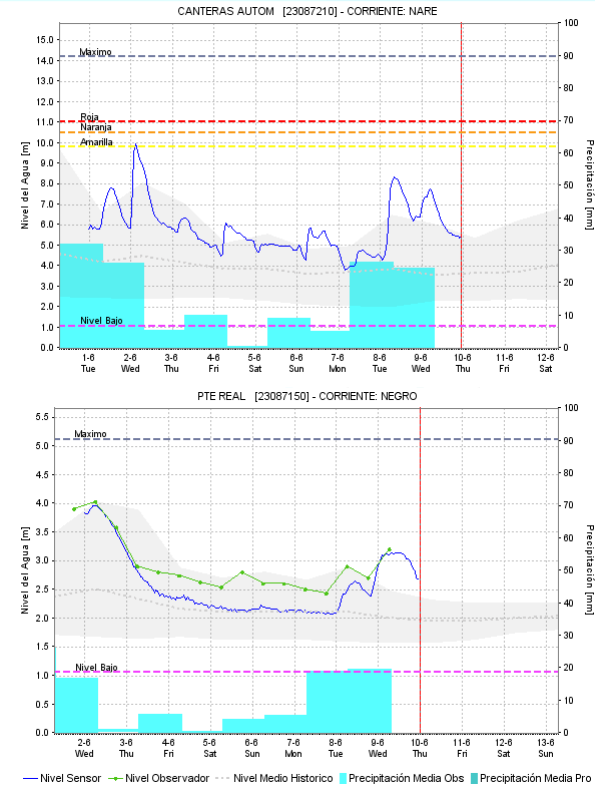 CANTERAS AUTOM [23087210] - CORRIENTE: NARE
Nivel del Agua [m]
15.0
14.0
13.0
12.0
11.0
10.0
9.0
8.0
7.0
6.0
5.0
4.0
3.0
2.0
1.0
0.0
Maximo
Roja
Naranja
Amarilla
Nivel Bajo
100
90
80
70
60
50
40
30
20
10
0
Precipitación [mm]
1-6 2-6 3-6 4-6 5-6 6-6 7-6 8-6 9-6 10-6 11-6 12-6
Tue Wed Thu Fri Sat Sun Mon Tue Wed Thu Fri Sat
PTE REAL [23087150] - CORRIENTE: NEGRO
Nivel del Agua [m]
5.5
5.0
4.5
4.0
3.5
3.0
2.5
2.0
1.5
1.0
0.5
0.0
Maximo
Nivel Bajo
100
90
80
70
60
50
40
30
20
10
0
Precipitación [mm]
2-6 3-6 4-6 5-6 6-6 7-6 8-6 9-6 10-6 11-6 12-6 13-6
Wed Thu Fri Sat Sun Mon Tue Wed Thu Fri Sat Sun
Nivel Sensor Nivel Observador Nivel Medio Historico Precipitación Media Obs Precipitación Media Pro